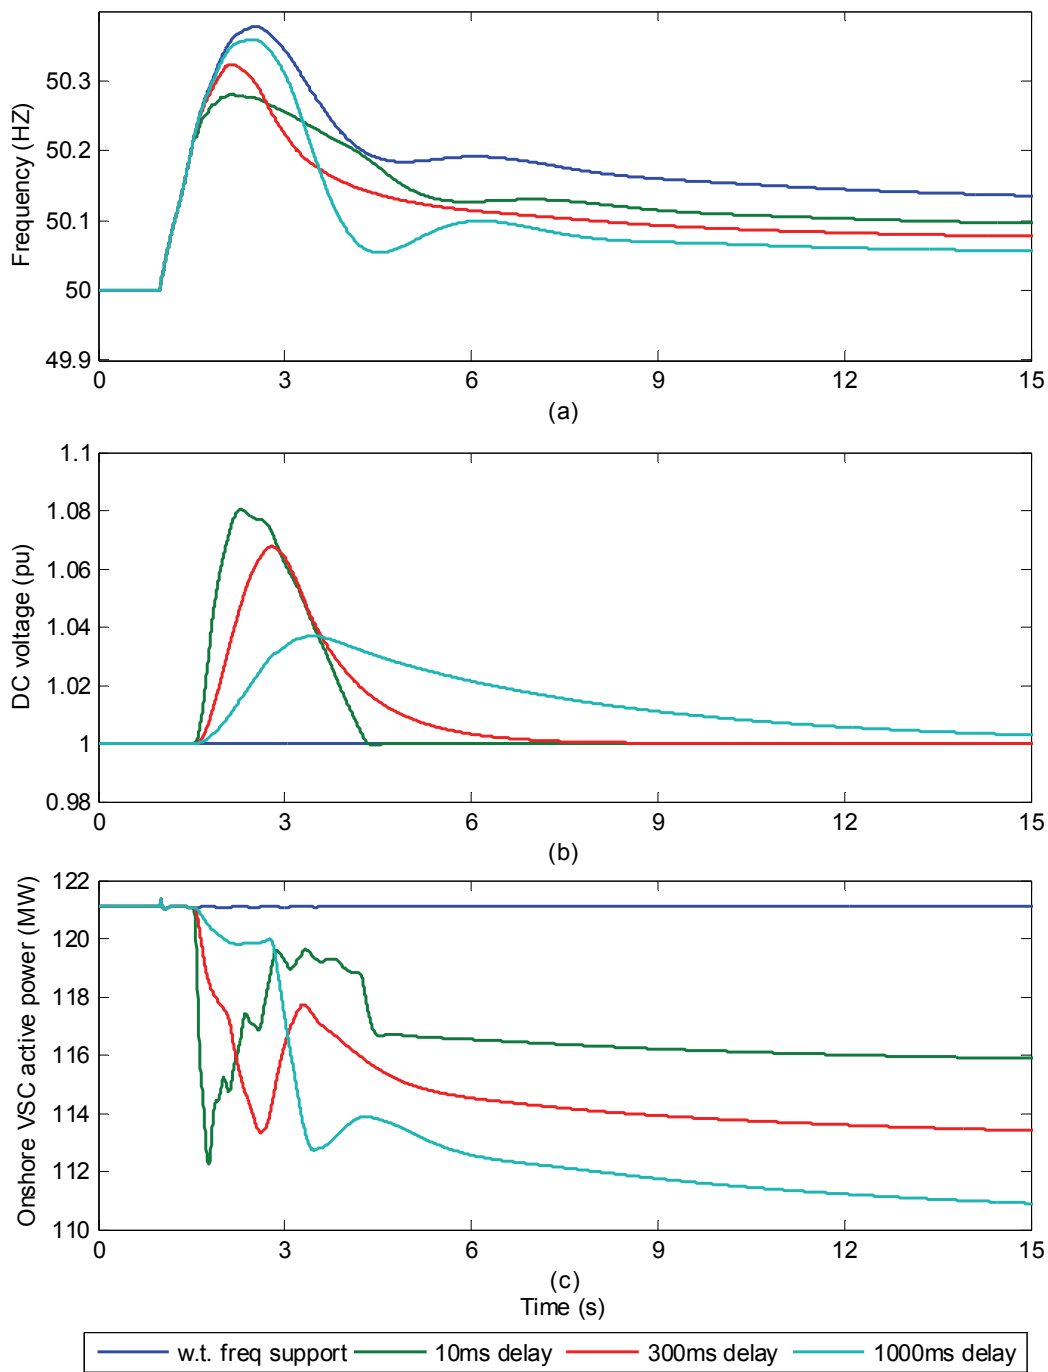 50.3
50.2
50.1
50
49.9
Frequency (HZ)
0 3 6 9 12 15
(a)
1.1
1.08
1.06
1.04
1.02
1
0.98
DC voltage (pu)
0 3 6 9 12 15
(b)
122
120
118
116
114
112
110
Onshore VSC active power (MW)
0 3 6 9 12 15
(c)
Time (s)
w.t. freq support 10ms delay 300ms delay 1000ms delay